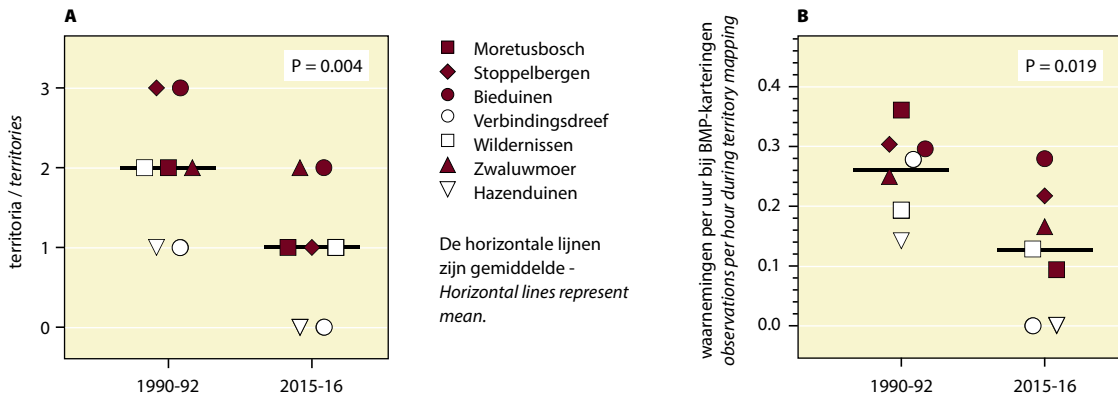 A
territoria / territories
3
2
1
0
P = 0.004
1990-92
2015-16
Moretusbosch
Stoppelbergen
Bieduinen
Verbindingsdreef
Wildernissen
Zwaluwmoer
Hazenduinen
De horizontale lijnen
zijn gemiddelde -
Horizontal lines represent
mean.
B
waarnemingen per uur bij BMP-karteringen
observations per hour during territory mapping
0.4
0.3
0.2
0.1
0.0
P = 0.019
1990-92
2015-16